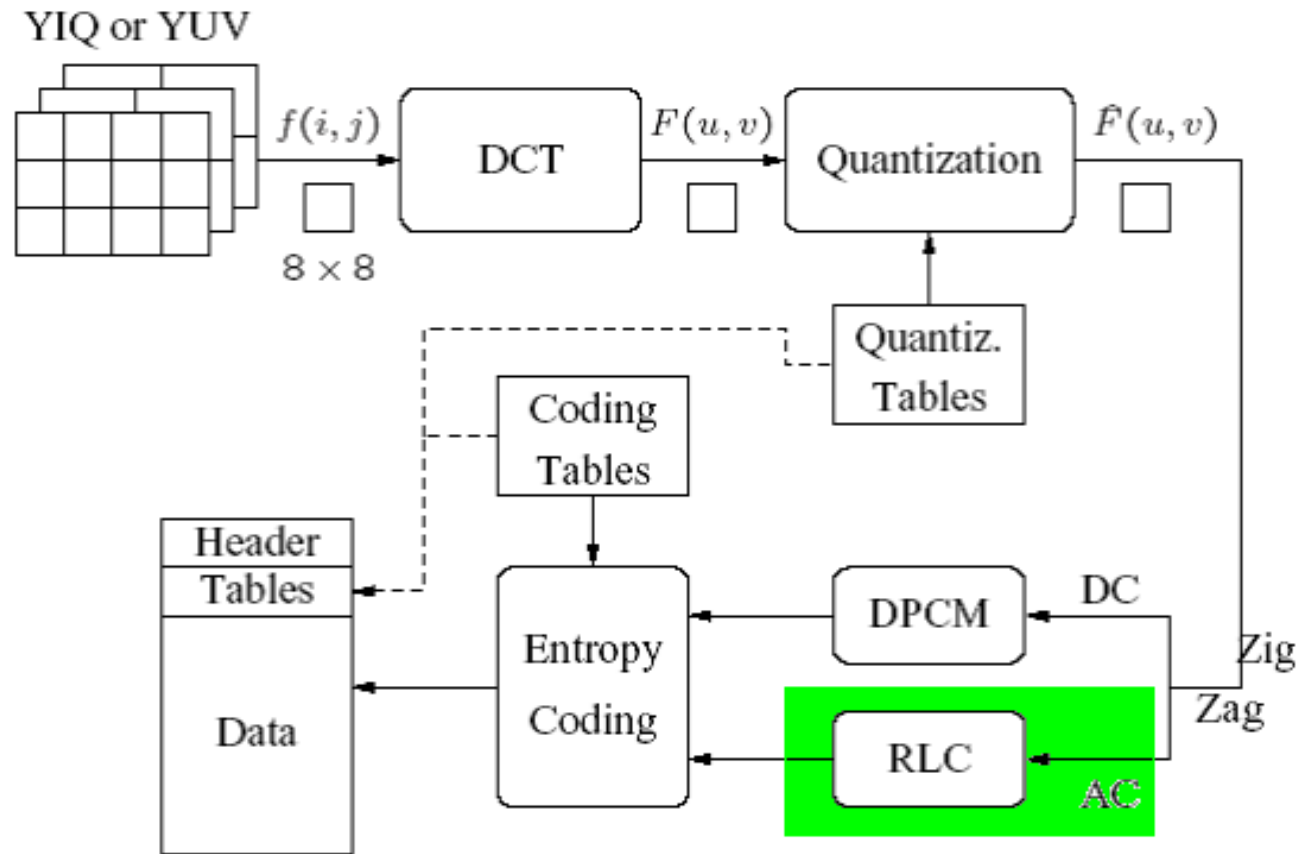 YIQ or YUV
f(i, j)
8 × 8
DCT
F(u, v)
Quantization
F̂(u, v)
Quantiz.
Tables
Coding
Tables
Header
Tables
Data
Entropy
Coding
DPCM
DC
Zig
Zag
RLC
AC